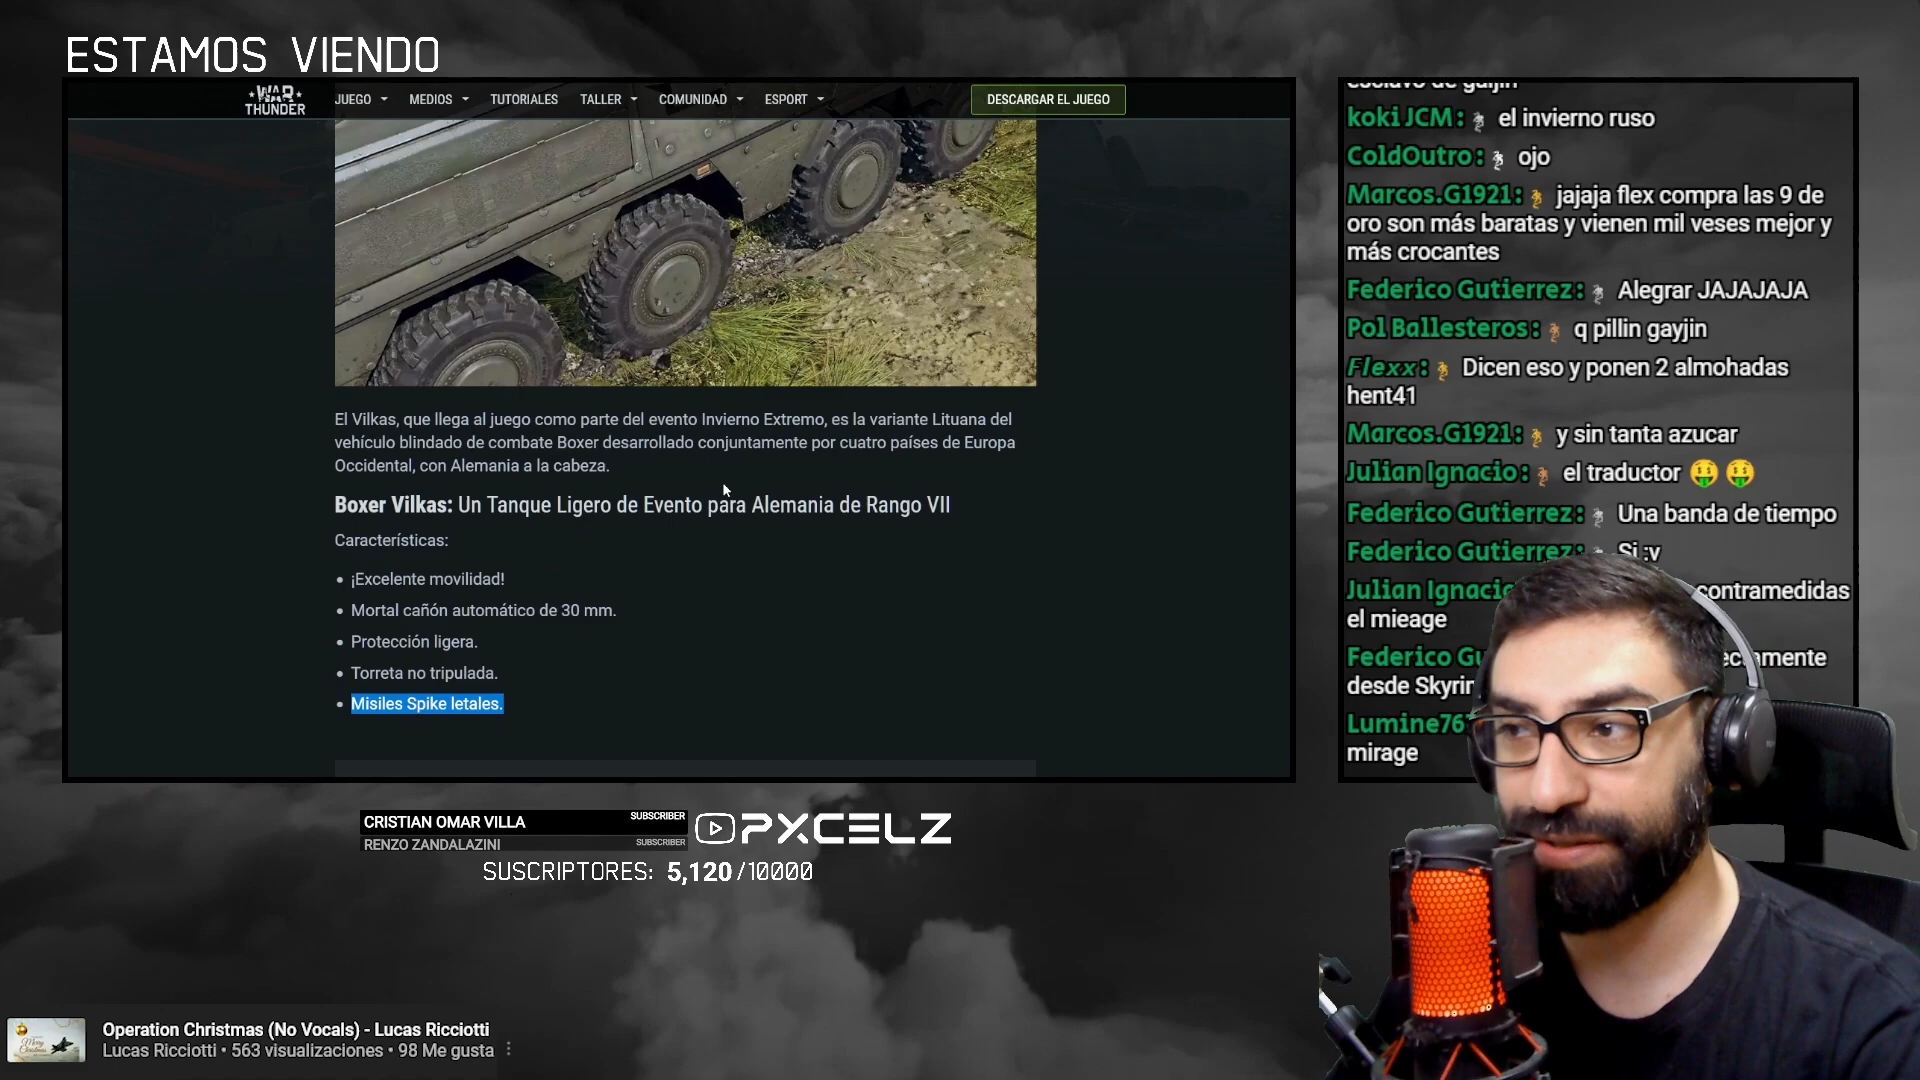 ESTAMOS VIENDO
WAR
THUNDER
JUEGO
MEDIOS
TUTORIALES
TALLER
COMUNIDAD
ESPORT
DESCARGAR EL JUEGO
El Vilkas, que llega al juego como parte del evento Invierno Extremo, es la variante Lituana del
vehículo blindado de combate Boxer desarrollado conjuntamente por cuatro países de Europa
Occidental, con Alemania a la cabeza.
Boxer Vilkas: Un Tanque Ligero de Evento para Alemania de Rango VII
Características:
• ¡Excelente movilidad!
• Mortal cañón automático de 30 mm.
• Protección ligera.
• Torreta no tripulada.
• Misiles Spike letales.
esclavo de gaijin
koki JCM: el invierno ruso
ColdOutro: ojo
Marcos.G1921: jajaja flex compra las 9 de
oro son más baratas y vienen mil veses mejor y
más crocantes
Federico Gutierrez: Alegrar JAJAJAJA
Pol Ballesteros: q pillin gayjin
Flexx: Dicen eso y ponen 2 almohadas
hent41
Marcos.G1921: y sin tanta azucar
Julian Ignacio: el traductor 🤑 🤑
Federico Gutierrez: Una banda de tiempo
Federico Gutierrez: Si :v
Julian Ignacio contramedidas
el mieage
Federico
desde Skyrim
Lumine767
mirage
CRISTIAN OMAR VILLA SUBSCRIBER
RENZO ZANDALAZINI SUBSCRIBER
PXCELZ
SUSCRIPTORES: 5,120/10000
Operation Christmas (No Vocals) - Lucas Ricciotti
Lucas Ricciotti • 563 visualizaciones • 98 Me gusta